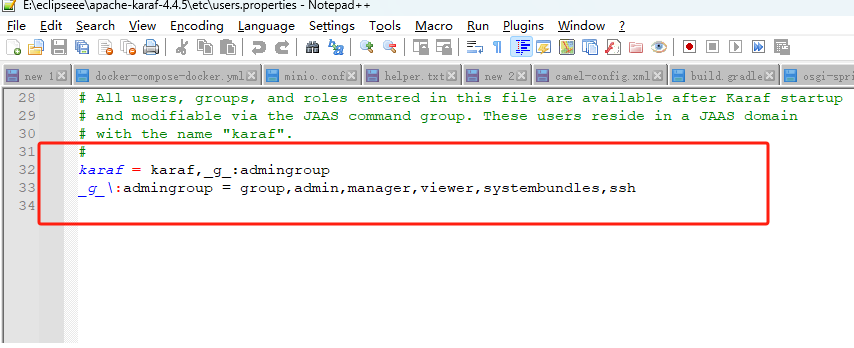 E:\eclipseee\apache-karaf-4.4.5\etc\users.properties - Notepad++
File Edit Search View Encoding Language Settings Tools Macro Run Plugins Window ?
new 1 docker-compose-docker.yml minio.conf helper.txt new 2 camel-config.xml build.gradle osgi-spri
28 # All users, groups, and roles entered in this file are available after Karaf startup
29 # and modifiable via the JAAS command group. These users reside in a JAAS domain
30 # with the name "karaf".
31 #
32 karaf = karaf,_g_:admingroup
33 _g_\:admingroup = group,admin,manager,viewer,systembundles,ssh
34